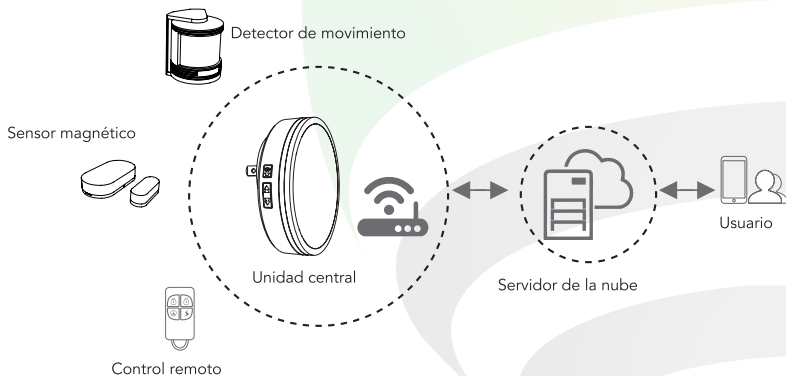 Detector de movimiento
Sensor magnético
Unidad central
Servidor de la nube
Usuario
Control remoto